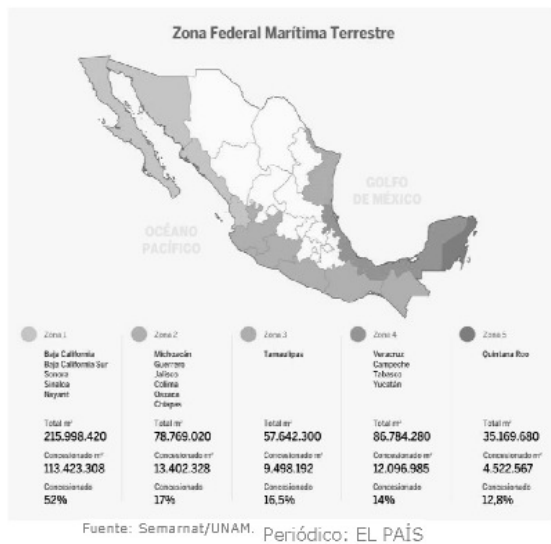 Zona Federal Marítima Terrestre
GOLFO
DE MÉXICO
OCÉANO
PACÍFICO
Zona 1
Baja California
Baja California Sur
Sonora
Sinaloa
Nayarit
Total m²
215.998.420
Concesionado m²
113.423.308
Concesionado
52%
Zona 2
Michoacán
Guerrero
Jalisco
Colima
Oaxaca
Chiapas
Total m²
78.769.020
Concesionado m²
13.402.328
Concesionado
17%
Zona 3
Tamaulipas
Total m²
57.642.300
Concesionado m²
9.498.192
Concesionado
16,5%
Zona 4
Veracruz
Campeche
Tabasco
Yucatán
Total m²
86.784.280
Concesionado m²
12.096.985
Concesionado
14%
Zona 5
Quintana Roo
Total m²
35.169.680
Concesionado m²
4.522.567
Concesionado
12,8%
Fuente: Semarnat/UNAM. Periódico: EL PAÍS